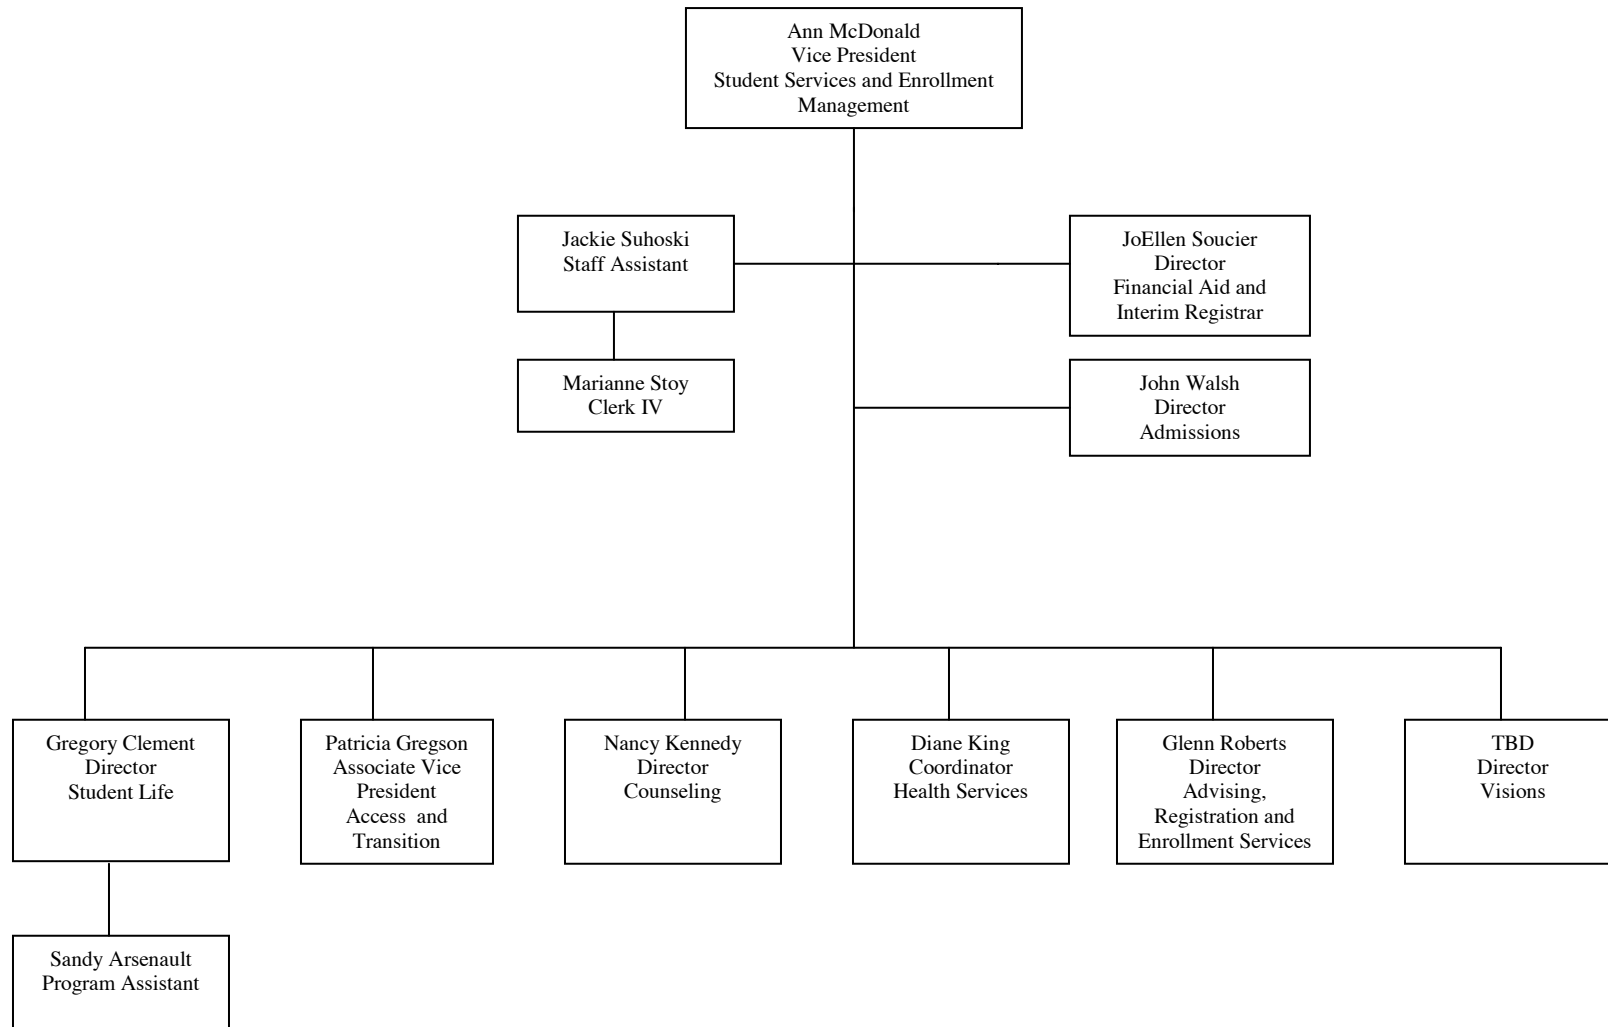 Ann McDonald
Vice President
Student Services and Enrollment
Management
Jackie Suhoski
Staff Assistant
JoEllen Soucier
Director
Financial Aid and
Interim Registrar
Marianne Stoy
Clerk IV
John Walsh
Director
Admissions
Gregory Clement
Director
Student Life
Patricia Gregson
Associate Vice
President
Access and
Transition
Nancy Kennedy
Director
Counseling
Diane King
Coordinator
Health Services
Glenn Roberts
Director
Advising,
Registration and
Enrollment Services
TBD
Director
Visions
Sandy Arsenault
Program Assistant